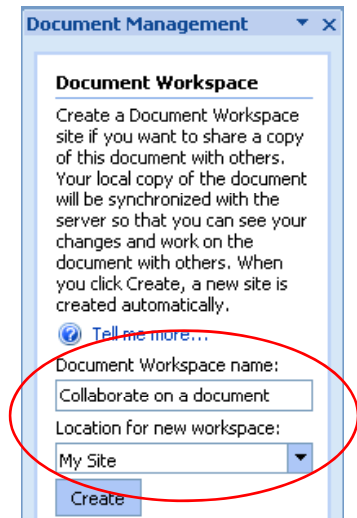 Document Management
Document Workspace
Create a Document Workspace
site if you want to share a copy
of this document with others.
Your local copy of the document
will be synchronized with the
server so that you can see your
changes and work on the
document with others. When
you click Create, a new site is
created automatically.
Tell me more...
Document Workspace name:
Collaborate on a document
Location for new workspace:
My Site
Create